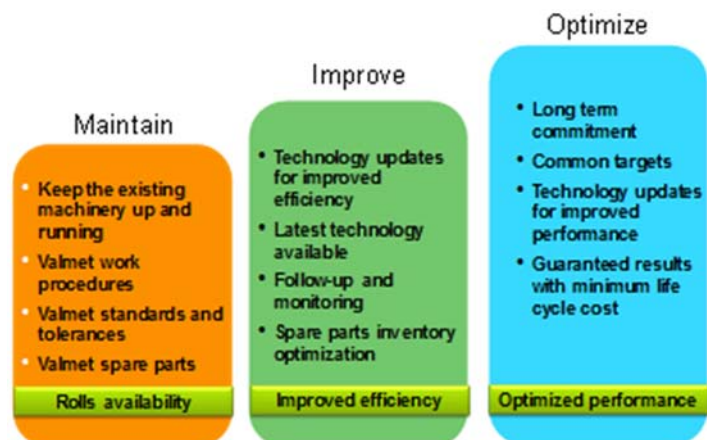 Maintain
• Keep the existing
machinery up and
running
• Valmet work
procedures
• Valmet standards and
tolerances
• Valmet spare parts
Rolls availability
Improve
• Technology updates
for improved
efficiency
• Latest technology
available
• Follow-up and
monitoring
• Spare parts inventory
optimization
Improved efficiency
Optimize
• Long term
commitment
• Common targets
• Technology updates
for improved
performance
• Guaranteed results
with minimum life
cycle cost
Optimized performance